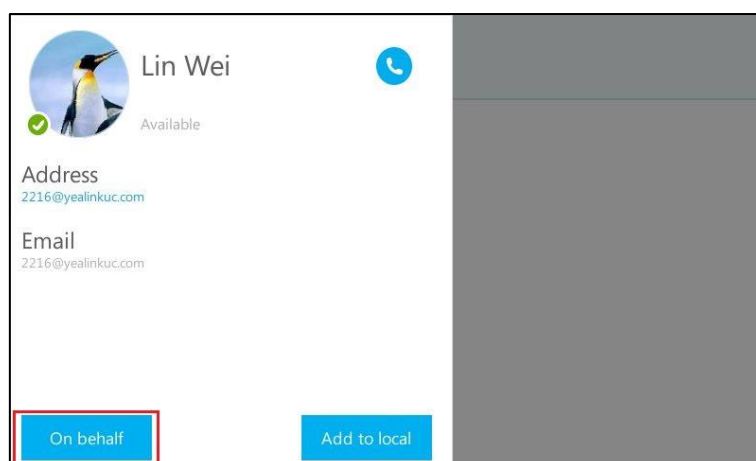 Lin Wei
Available
Address
2216@yealinkuc.com
Email
2216@yealinkuc.com
On behalf
Add to local